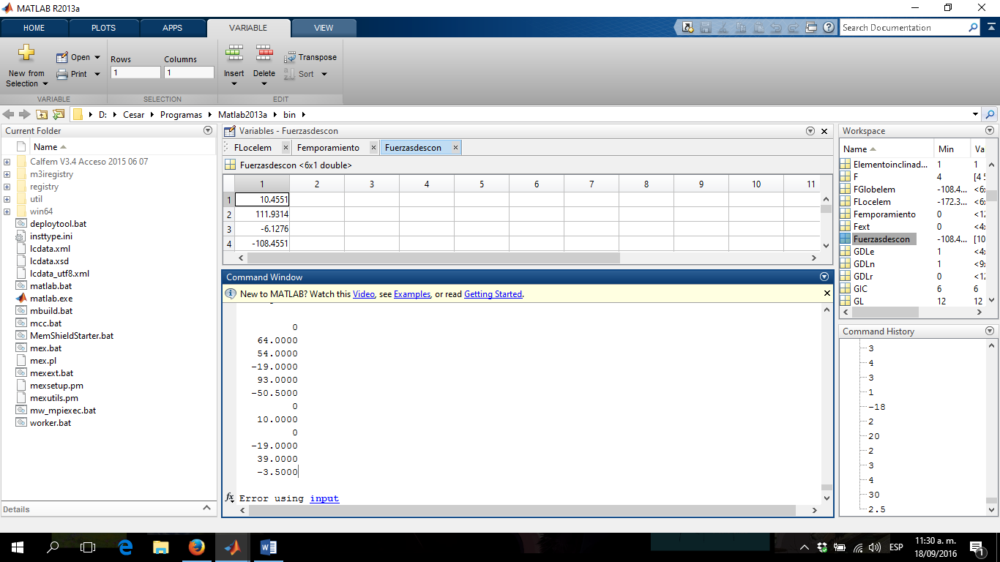 MATLAB R2013a
HOME PLOTS APPS VARIABLE VIEW
Search Documentation
New from Selection
Open
Print
Rows Columns
1 1
Insert Delete
Transpose
Sort
VARIABLE SELECTION EDIT
D: Cesar Programas Matlab2013a bin
Current Folder
Name
Calfem V3.4 Acceso 2015 06 07
m3iregistry
registry
util
win64
deploytool.bat
insttype.ini
lcdata.xml
lcdata.xsd
lcdata_utf8.xml
matlab.bat
matlab.exe
mbuild.bat
mcc.bat
MemShieldStarter.bat
mex.bat
mex.pl
mexext.bat
mexsetup.pm
mexutils.pm
mw_mpiexec.bat
worker.bat
Details
Variables - Fuerzasdescon
FLocelem Femporamiento Fuerzasdescon
Fuerzasdescon <6x1 double>
1 2 3 4 5 6 7 8 9 10 11
1 10.4551
2 111.9314
3 -6.1276
4 -108.4551
Command Window
New to MATLAB? Watch this Video, see Examples, or read Getting Started.
0
64.0000
54.0000
-19.0000
93.0000
-50.5000
0
10.0000
0
-19.0000
39.0000
-3.5000
fx Error using input
Workspace
Name Min Va
Elementoinclinad... 1 1
F 4 [4 5
FGlobelem -108.4... <6x
FLocelem -172.3... <6x
Femporamiento 0 <12
Fext 0 <4x
Fuerzasdescon -108.4... [10
GDLe 1 <4x
GDLn 1 <9x
GDLr 0 <12
GIC 6 6
GL 12 12
Command History
3
4
3
1
-18
2
20
2
3
4
30
2.5
ESP
11:30 a. m.
18/09/2016
1